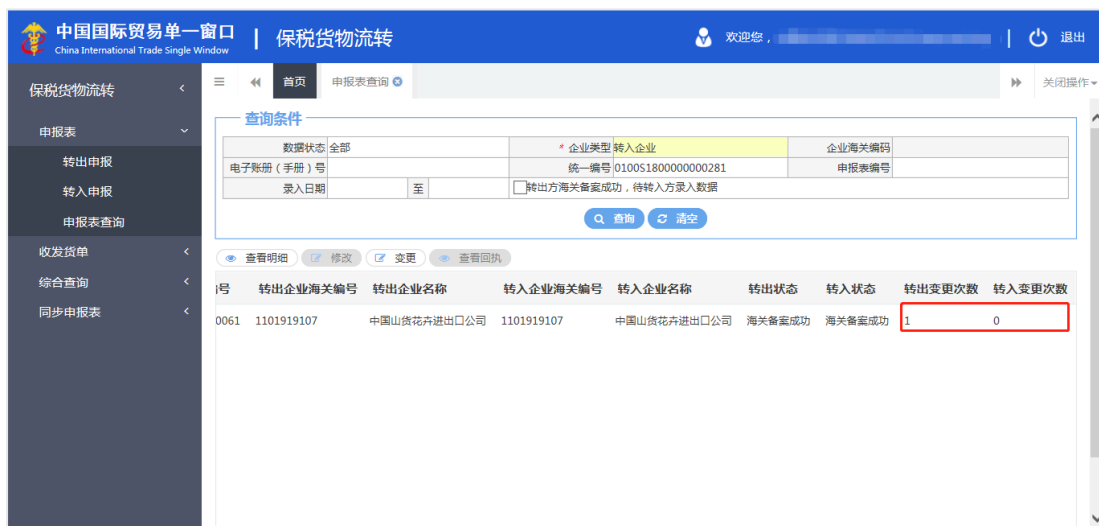 中国国际贸易单一窗口 | 保税货物流转
China International Trade Single Window
欢迎您， | 退出
保税货物流转
首页 申报表查询 关闭操作
申报表
转出申报
转入申报
申报表查询
收发货单
综合查询
同步申报表
查询条件
数据状态 全部 * 企业类型 转入企业 企业海关编码
电子账册（手册）号 统一编号 0100S1800000000281 申报表编号
录入日期 至 转出方海关备案成功，待转入方录入数据
查询 清空
查看明细 修改 变更 查看回执
转出企业海关编号 转出企业名称 转入企业海关编号 转入企业名称 转出状态 转入状态 转出变更次数 转入变更次数
0061 1101919107 中国山货花卉进出口公司 1101919107 中国山货花卉进出口公司 海关备案成功 海关备案成功 1 0